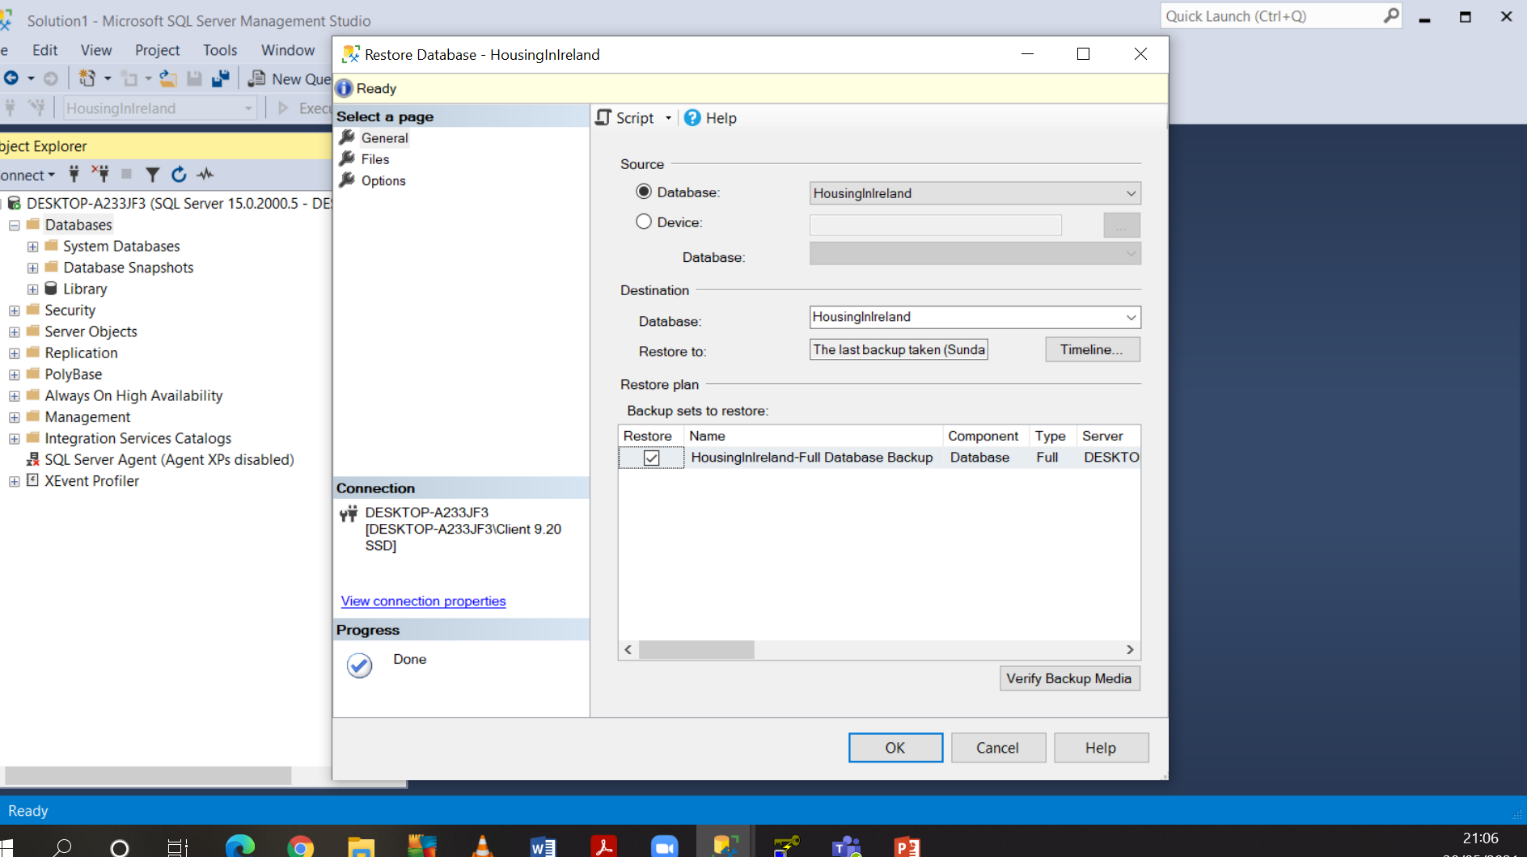 Solution1 - Microsoft SQL Server Management Studio
Quick Launch (Ctrl+Q)
e Edit View Project Tools Window
New Que
HousingInIreland
Execu
bject Explorer
onnect
DESKTOP-A233JF3 (SQL Server 15.0.2000.5 - DE
Databases
System Databases
Database Snapshots
Library
Security
Server Objects
Replication
PolyBase
Always On High Availability
Management
Integration Services Catalogs
SQL Server Agent (Agent XPs disabled)
XEvent Profiler
Restore Database - HousingInIreland
Ready
Select a page
General
Files
Options
Connection
DESKTOP-A233JF3
[DESKTOP-A233JF3\Client 9.20
SSD]
View connection properties
Progress
Done
Script Help
Source
Database: HousingInIreland
Device:
...
Database:
Destination
Database: HousingInIreland
Restore to: The last backup taken (Sunda Timeline...
Restore plan
Backup sets to restore:
Restore Name Component Type Server
HousingInIreland-Full Database Backup Database Full DESKTO
Verify Backup Media
OK Cancel Help
Ready
21:06